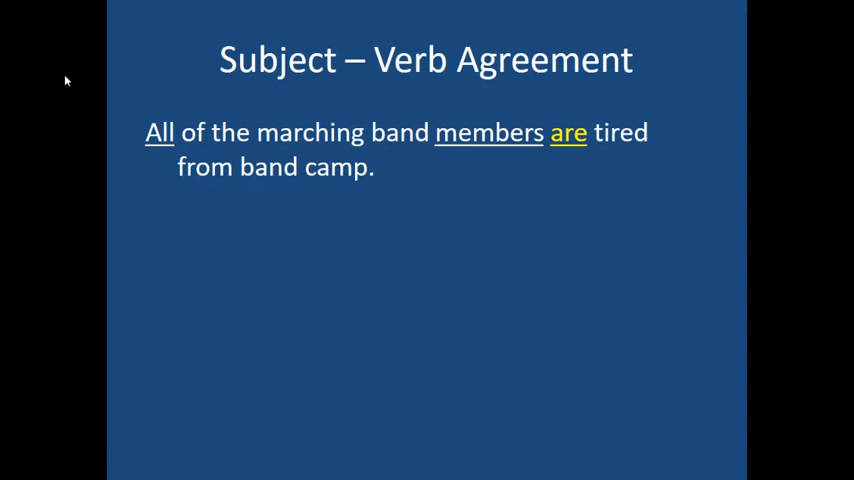 Subject – Verb Agreement
All of the marching band members are tired
from band camp.